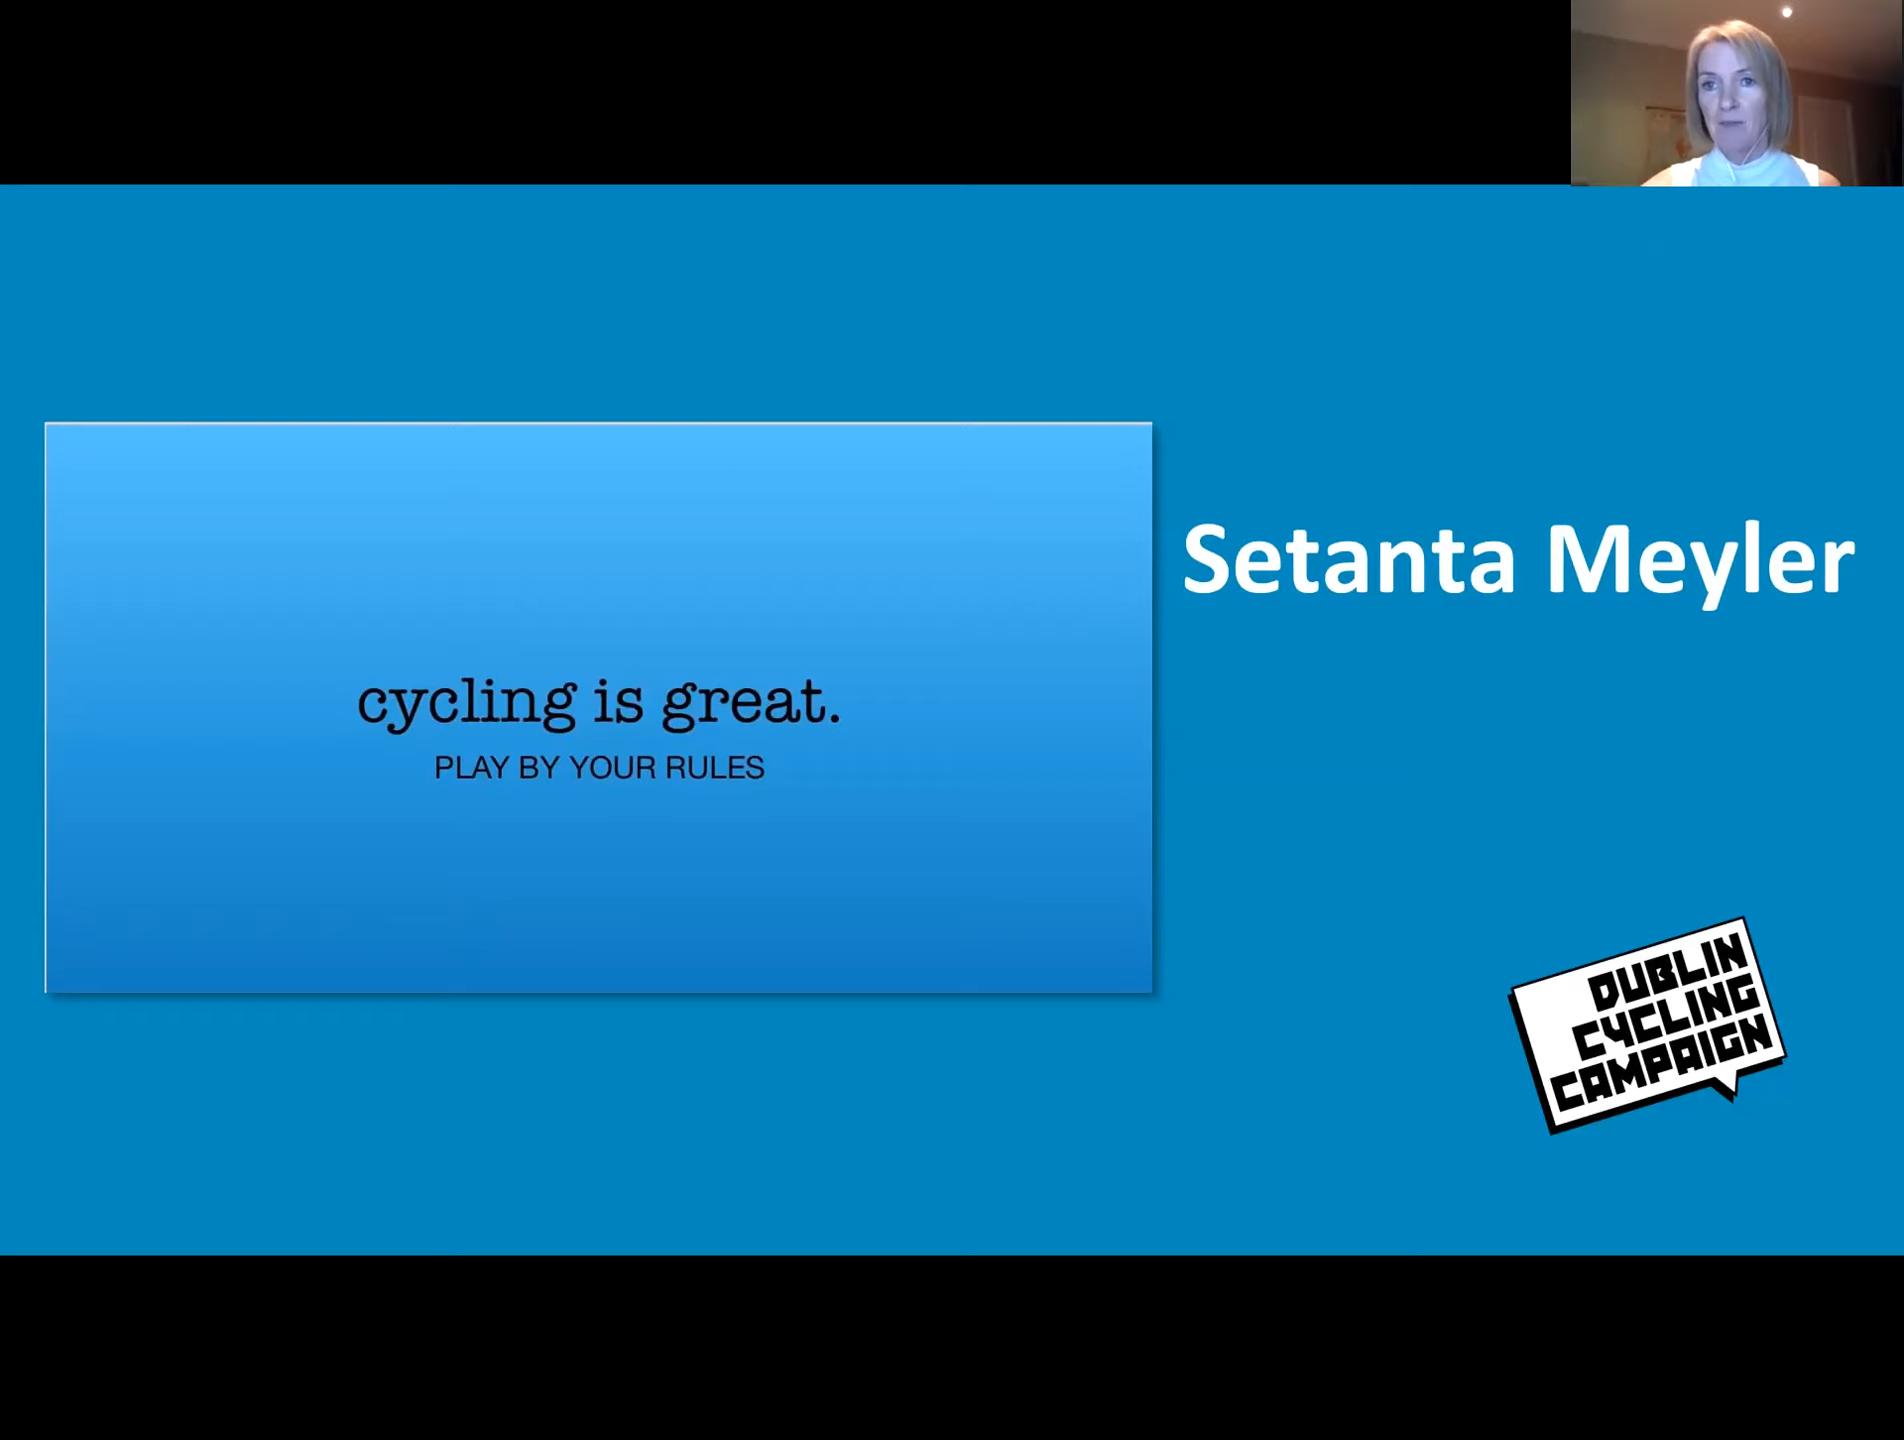 cycling is great.
PLAY BY YOUR RULES
Setanta Meyler
DUBLIN
CYCLING
CAMPAIGN